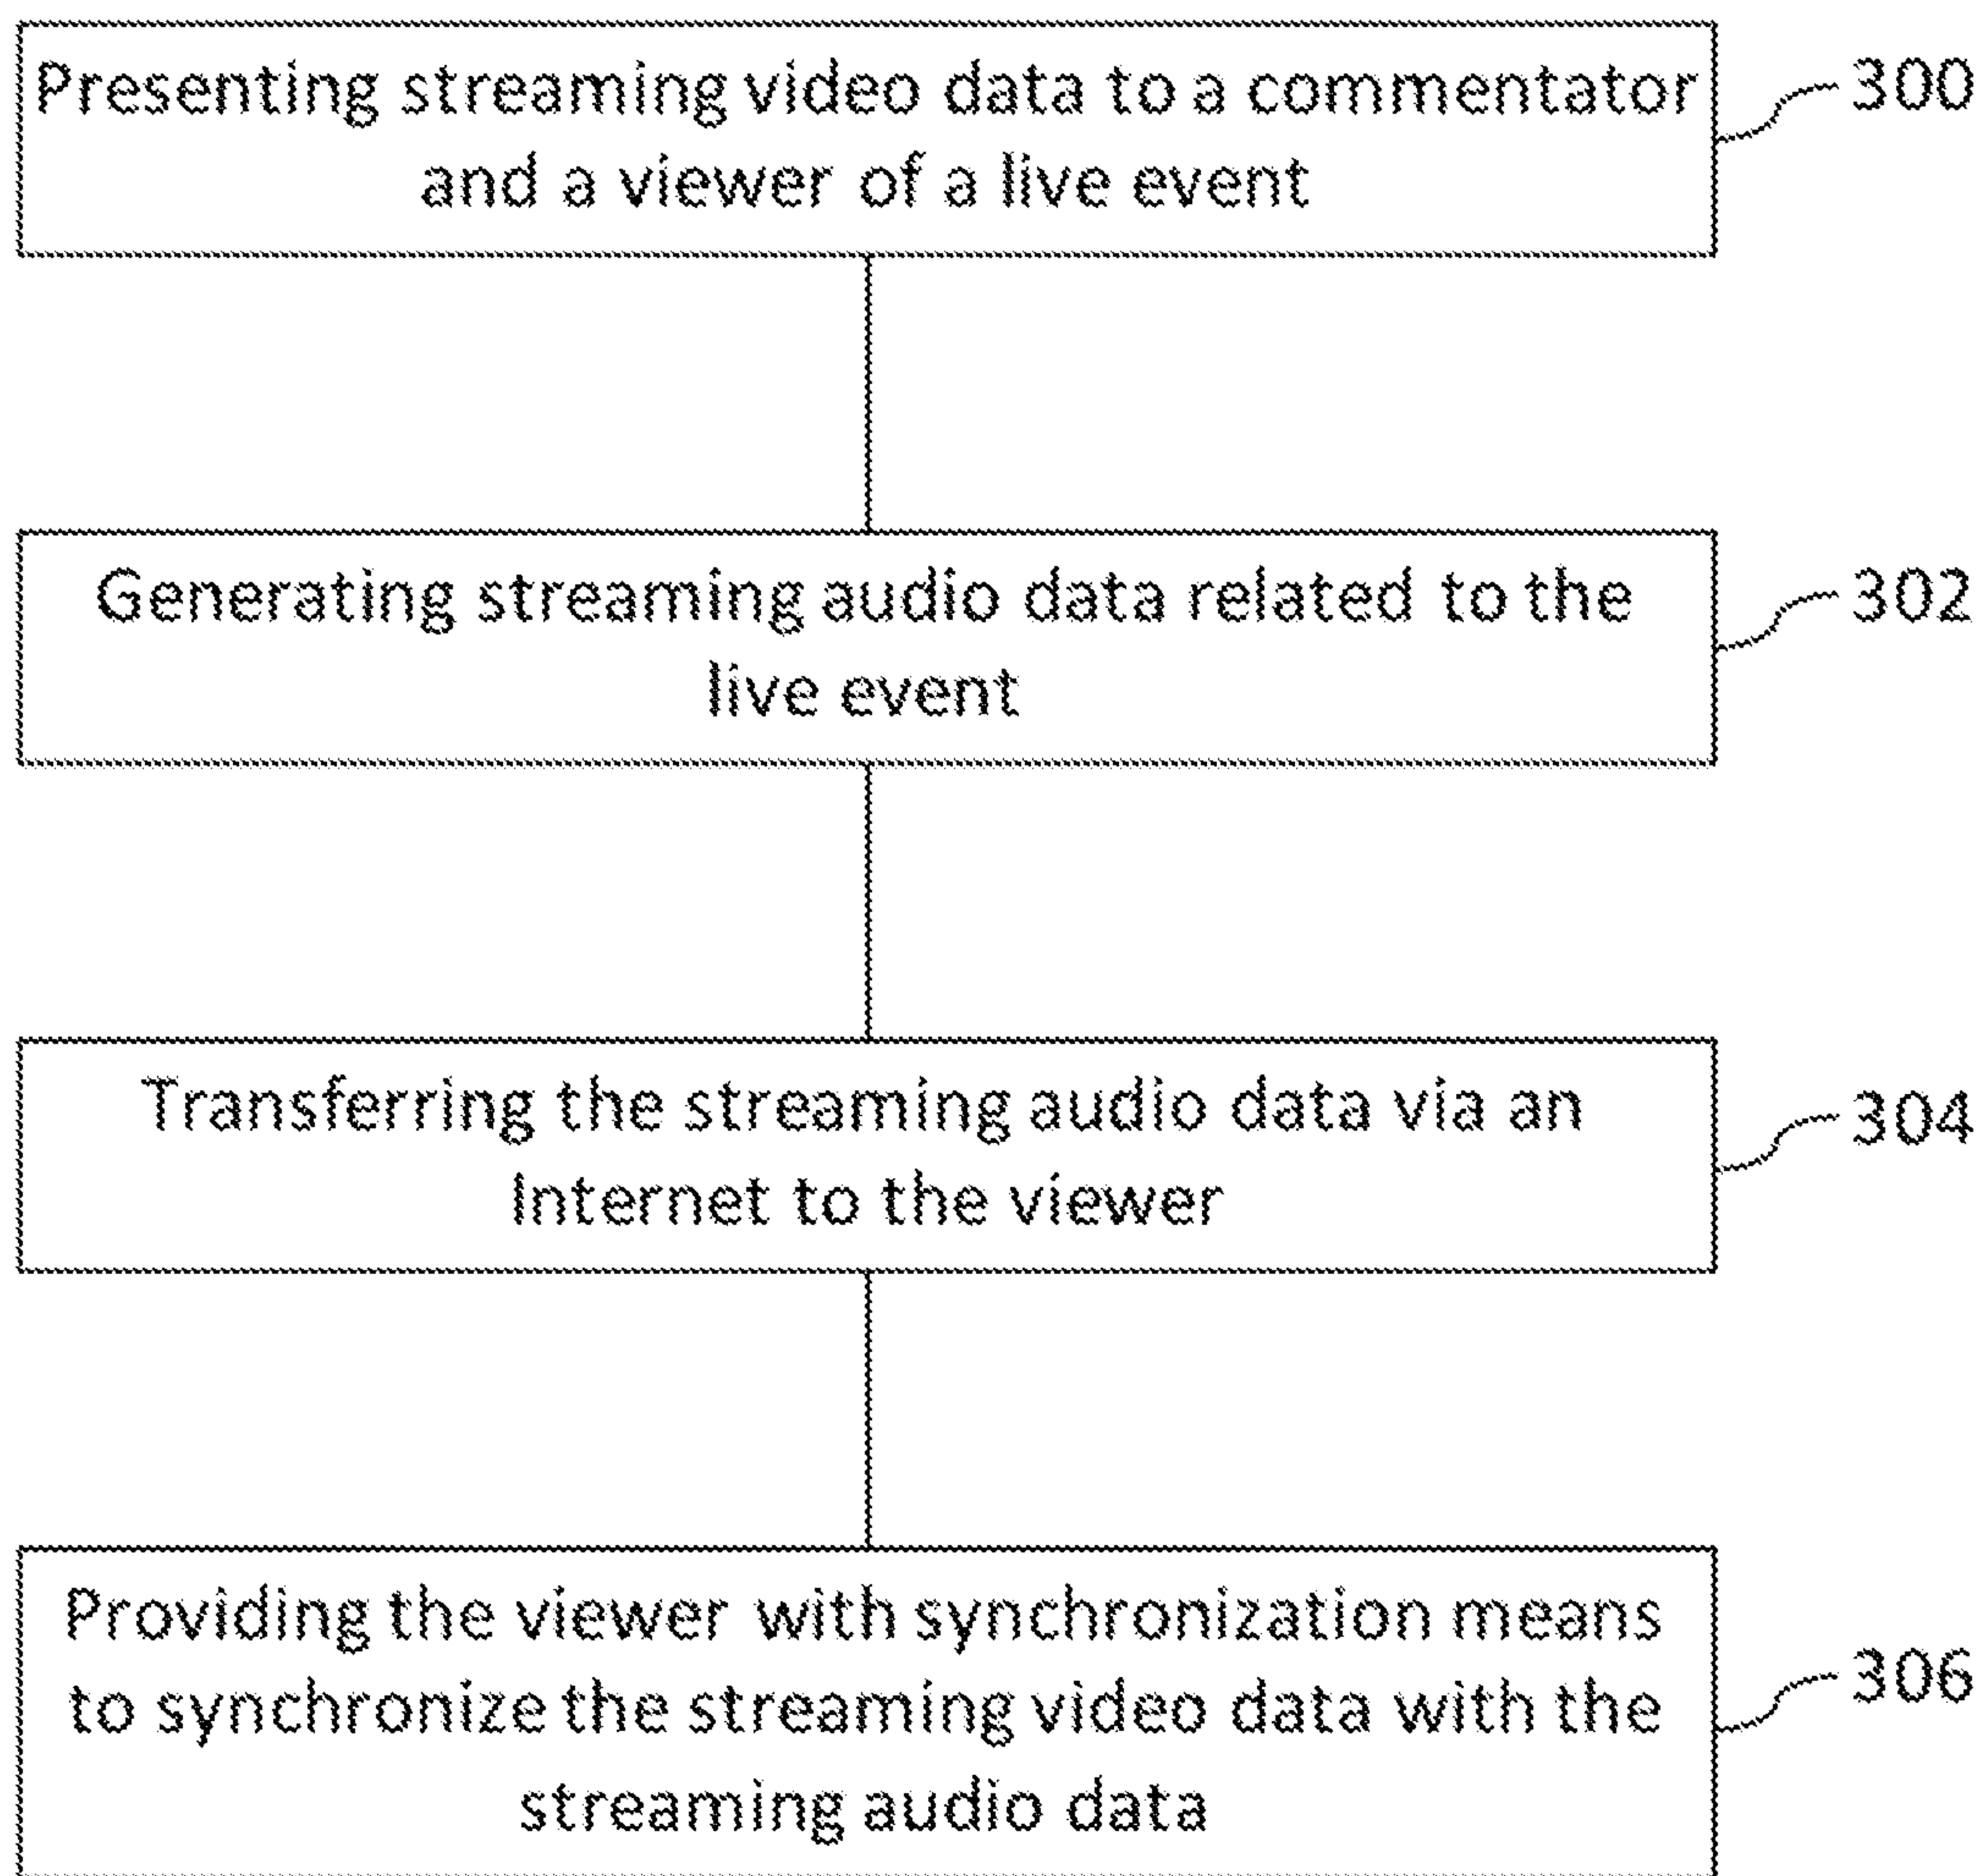 Presenting streaming video data to a commentator
and a viewer of a live event
300
Generating streaming audio data related to the
live event
302
Transferring the streaming audio data via an
Internet to the viewer
304
Providing the viewer with synchronization means
to synchronize the streaming video data with the
streaming audio data
306